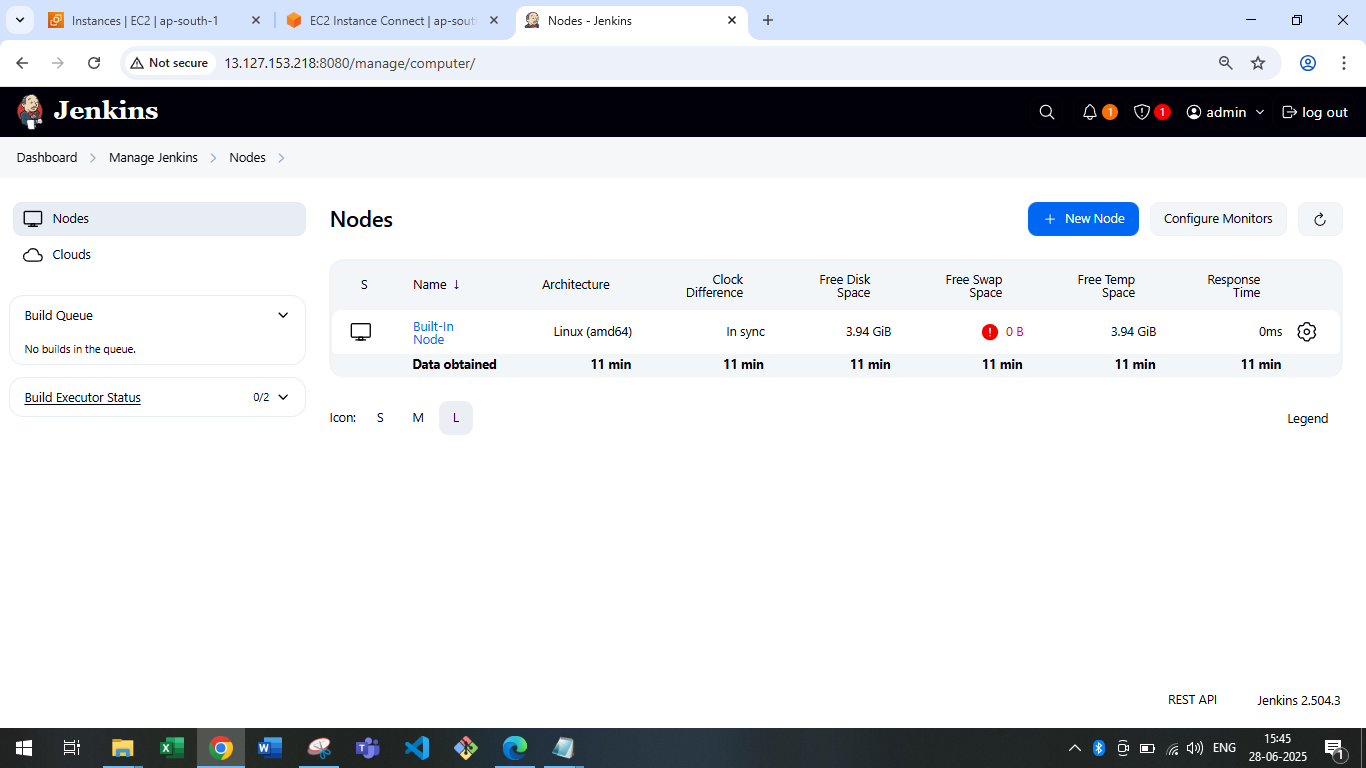 Instances | EC2 | ap-south-1
EC2 Instance Connect | ap-sout
Nodes - Jenkins
Not secure
13.127.153.218:8080/manage/computer/
Jenkins
1
1
admin
log out
Dashboard
Manage Jenkins
Nodes
Nodes
Clouds
Build Queue
No builds in the queue.
Build Executor Status
0/2
Nodes
+ New Node
Configure Monitors
S
Name ↓
Architecture
Clock
Difference
Free Disk
Space
Free Swap
Space
Free Temp
Space
Response
Time
Built-In
Node
Linux (amd64)
In sync
3.94 GiB
0 B
3.94 GiB
0ms
Data obtained
11 min
11 min
11 min
11 min
11 min
11 min
Icon:
S
M
L
Legend
REST API
Jenkins 2.504.3
ENG
15:45
28-06-2025
1